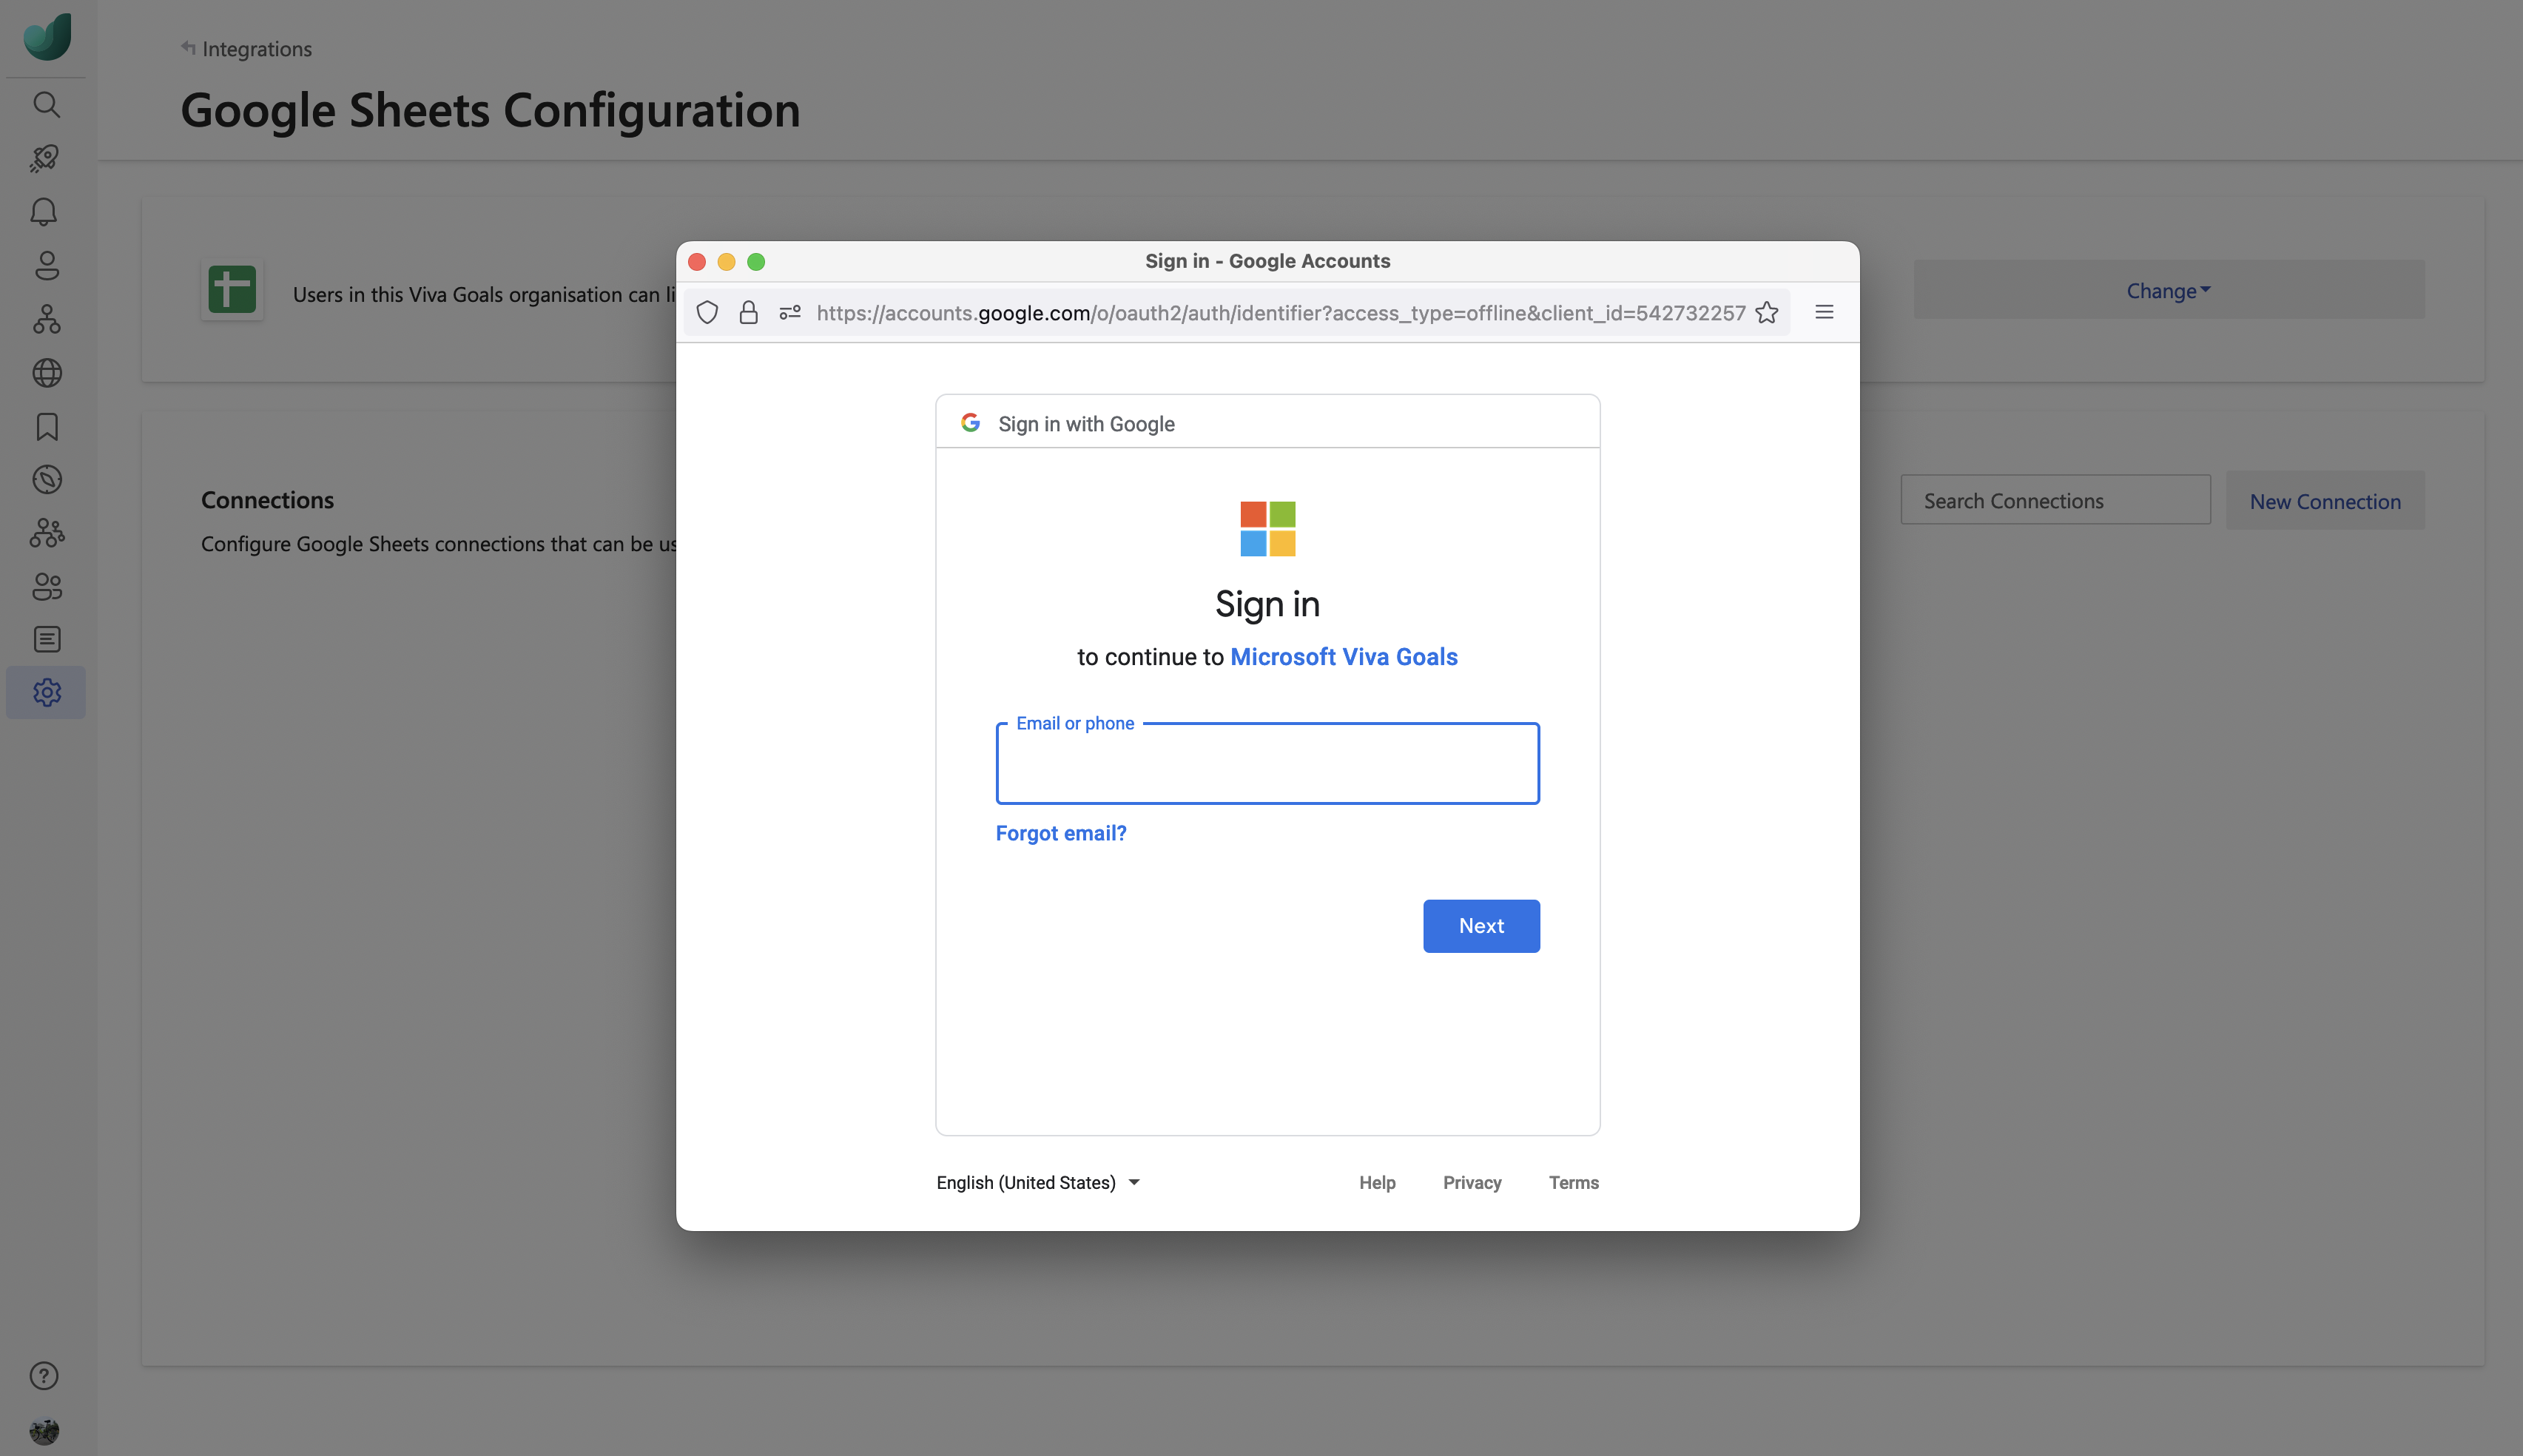 Integrations
Google Sheets Configuration
Users in this Viva Goals organisation can li
Change
Connections
Configure Google Sheets connections that can be us
Search Connections
New Connection
Sign in - Google Accounts
https://accounts.google.com/o/oauth2/auth/identifier?access_type=offline&client_id=542732257
Sign in with Google
Sign in
to continue to Microsoft Viva Goals
Email or phone
Forgot email?
Next
English (United States)
Help
Privacy
Terms